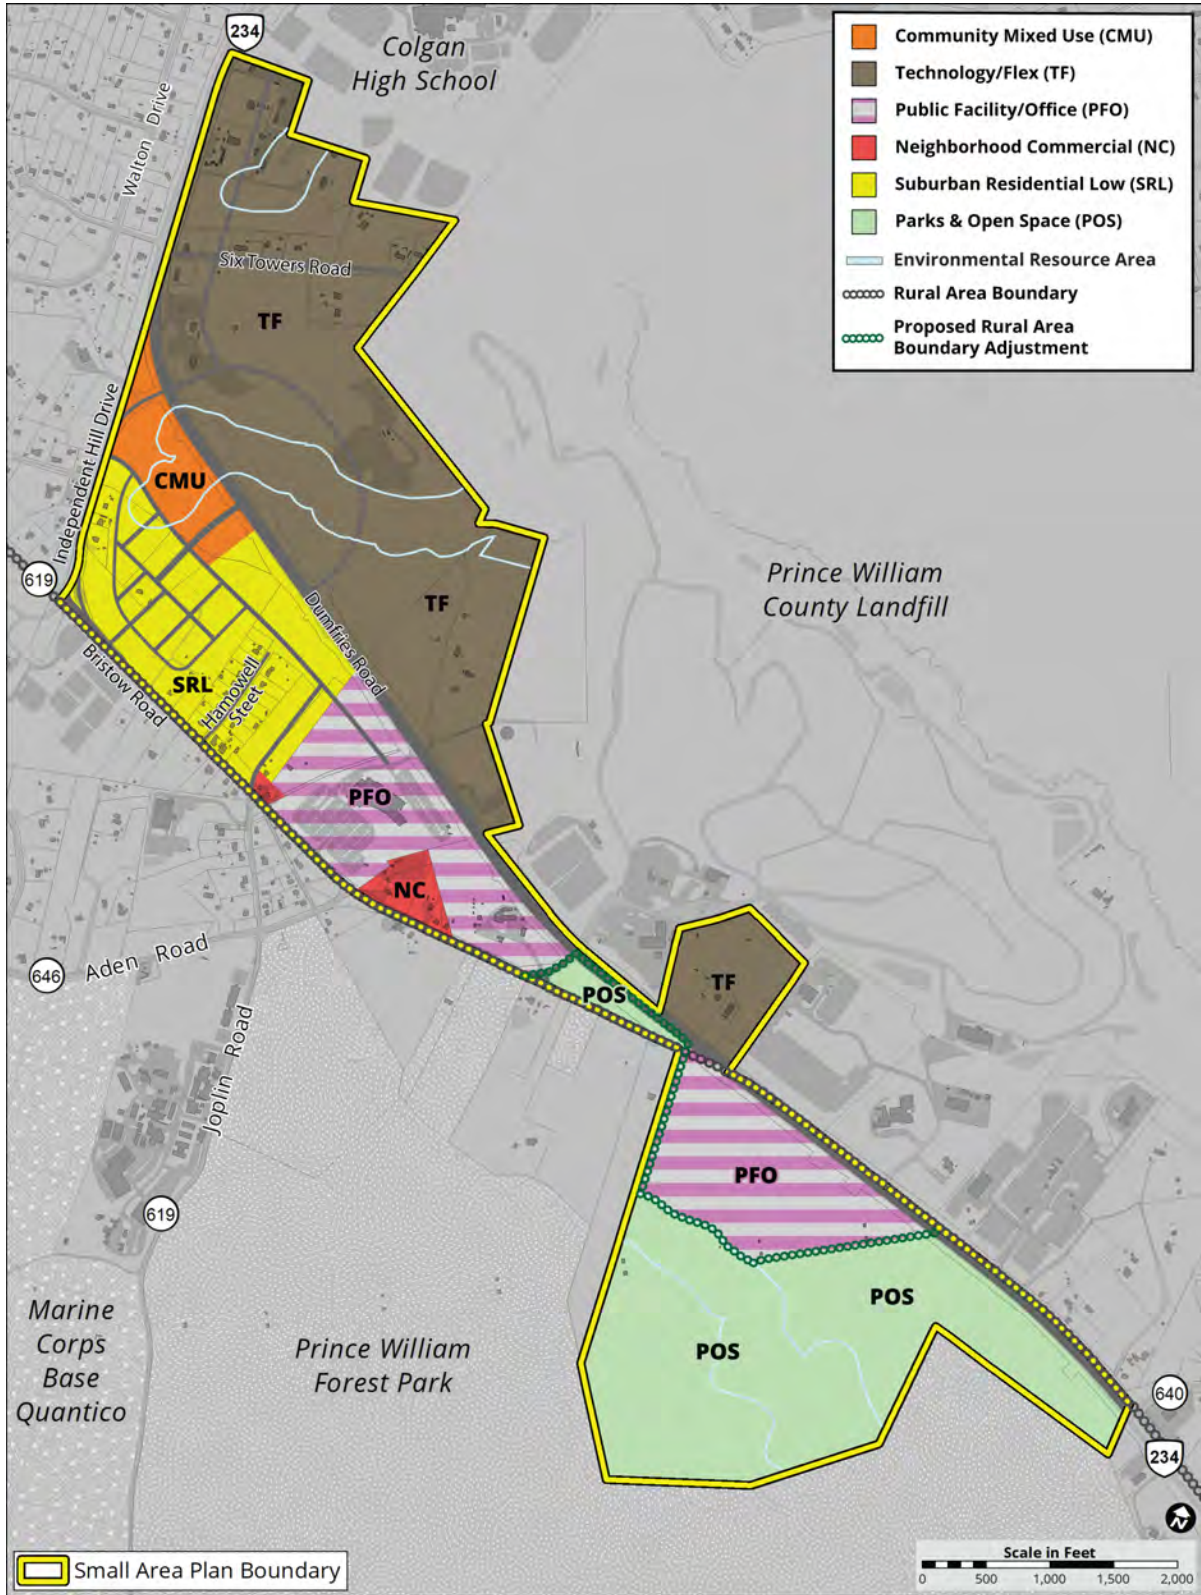 234
Colgan
High School
Community Mixed Use (CMU)
Technology/Flex (TF)
Public Facility/Office (PFO)
Neighborhood Commercial (NC)
Suburban Residential Low (SRL)
Parks & Open Space (POS)
Environmental Resource Area
Rural Area Boundary
Proposed Rural Area
Boundary Adjustment
Walton Drive
Six Towers Road
TF
Independent Hill Drive
CMU
619
Prince William
County Landfill
TF
Dumfries Road
Bristow Road
SRL
Hamowell
Steet
PFO
NC
Aden Road
646
POS
TF
Joplin Road
PFO
619
POS
POS
Marine
Corps
Base
Quantico
Prince William
Forest Park
640
234
N
Small Area Plan Boundary
Scale in Feet
0 500 1,000 1,500 2,000